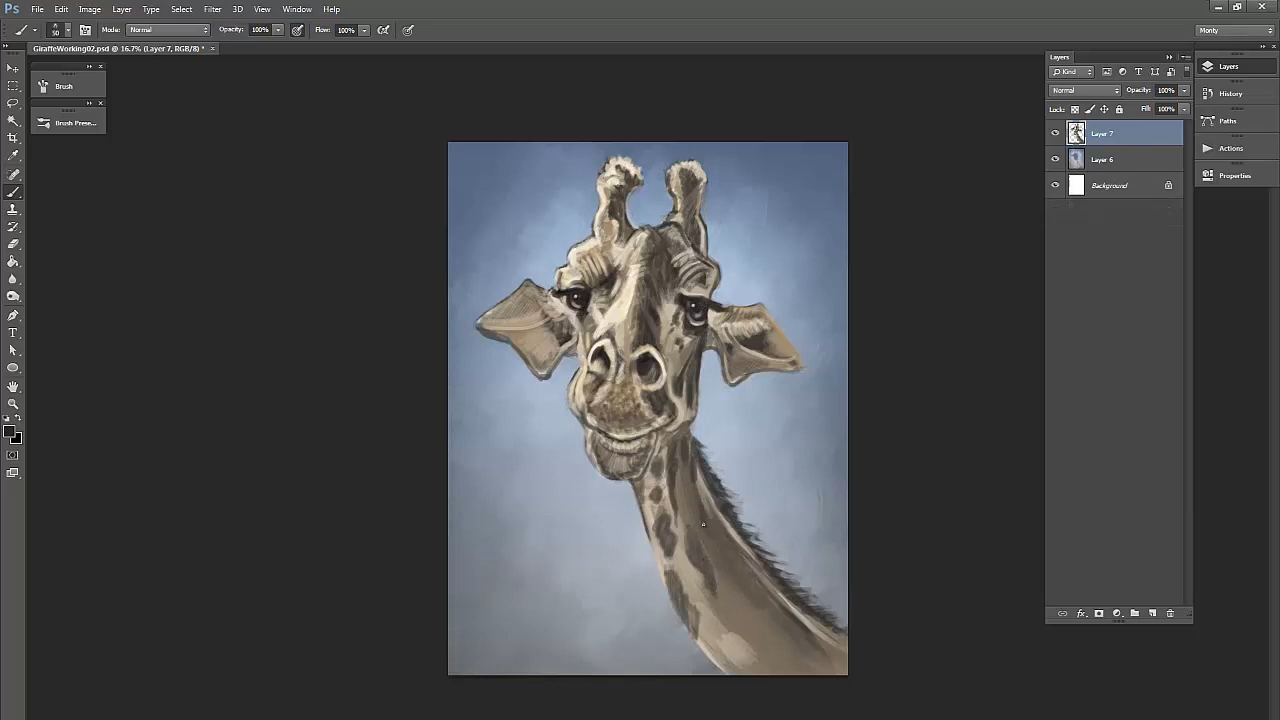 Ps File Edit Image Layer Type Select Filter 3D View Window Help
90 Mode: Normal Opacity: 100% Flow: 100% Monty
GiraffeWorking02.psd @ 16.7% (Layer 7, RGB/8) *
Brush
Brush Prese...
Layers
Kind
Normal Opacity: 100%
Lock: Fill: 100%
Layer 7
Layer 6
Background
fx
Layers
History
Paths
Actions
Properties